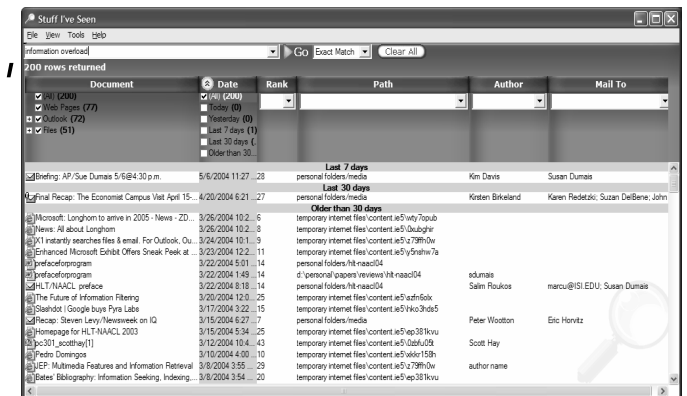 Stuff I've Seen
File View Tools Help
information overload Go Exact Match Clear All
200 rows returned
Document Date Rank Path Author Mail To
(All) (200) (All) (200)
Web Pages (77) Today (0)
Outlook (72) Yesterday (0)
Files (51) Last 7 days (1)
Last 30 days (.
Older than 30...
Last 7 days
Briefing: AP/Sue Dumais 5/6@4:30 p.m. 5/6/2004 11:27 ... 28 personal folders/media Kim Davis Susan Dumais
Last 30 days
Final Recap: The Economist Campus Visit April 15-... 4/20/2004 6:21 ... 27 personal folders/media Kirsten Birkeland Karen Redetzki; Suzan DelBene; John
Older than 30 days
Microsoft: Longhorn to arrive in 2005 - News - ZD... 3/26/2004 10:2... 6 temporary internet files\content.ie5\wty7opub
News: All about Longhorn 3/26/2004 10:2... 8 temporary internet files\content.ie5\0xubghir
X1 instantly searches files & email. For Outlook, Ou... 3/24/2004 10:1... 9 temporary internet files\content.ie5\z79ffh0w
Enhanced Microsoft Exhibit Offers Sneak Peek at ... 3/23/2004 12:2... 11 temporary internet files\content.ie5\y5nshw7a
prefaceforprogram 3/22/2004 5:01 ... 14 personal folders/hlt-naacl04
prefaceforprogram 3/22/2004 1:49 ... 14 d:\personal\papers\reviews\hlt-naacl04 sdumais
HLT/NAACL preface 3/22/2004 8:18 ... 14 personal folders/hlt-naacl04 Salim Roukos marcu@ISI.EDU; Susan Dumais
The Future of Information Filtering 3/20/2004 12:0... 25 temporary internet files\content.ie5\azfn6olx
Slashdot | Google buys Pyra Labs 3/17/2004 3:22 ... 15 temporary internet files\content.ie5\hko3hds5
Recap: Steven Levy/Newsweek on IQ 3/15/2004 6:27 ... 7 personal folders/media Peter Wootton Eric Horvitz
Homepage for HLT-NAACL 2003 3/15/2004 5:34 ... 25 temporary internet files\content.ie5\ep381kvu
pc301_scotthay[1] 3/12/2004 10:4... 43 temporary internet files\content.ie5\0zbfu05t Scott Hay
Pedro Domingos 3/10/2004 4:00 ... 10 temporary internet files\content.ie5\xkkr158h
JEP: Multimedia Features and Information Retrieval 3/8/2004 3:55 ... 29 temporary internet files\content.ie5\z79ffh0w author name
Bates' Bibliography: Information Seeking, Indexing,... 3/8/2004 3:54 ... 20 temporary internet files\content.ie5\ep381kvu